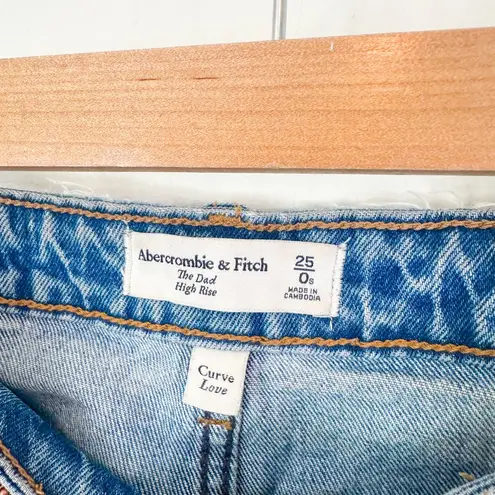 Abercrombie & Fitch
The Dad
High Rise
25
0s
MADE IN
CAMBODIA
Curve
Love